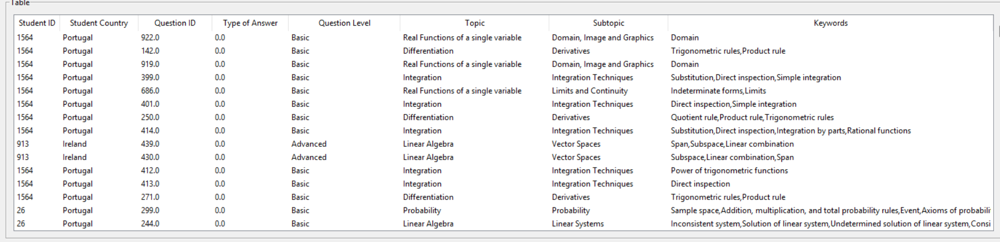 Table
Student ID Student Country Question ID Type of Answer Question Level Topic Subtopic Keywords
1564 Portugal 922.0 0.0 Basic Real Functions of a single variable Domain, Image and Graphics Domain
1564 Portugal 142.0 0.0 Basic Differentiation Derivatives Trigonometric rules,Product rule
1564 Portugal 919.0 0.0 Basic Real Functions of a single variable Domain, Image and Graphics Domain
1564 Portugal 399.0 0.0 Basic Integration Integration Techniques Substitution,Direct inspection,Simple integration
1564 Portugal 686.0 0.0 Basic Real Functions of a single variable Limits and Continuity Indeterminate forms,Limits
1564 Portugal 401.0 0.0 Basic Integration Integration Techniques Direct inspection,Simple integration
1564 Portugal 250.0 0.0 Basic Differentiation Derivatives Quotient rule,Product rule,Trigonometric rules
1564 Portugal 414.0 0.0 Basic Integration Integration Techniques Substitution,Direct inspection,Integration by parts,Rational functions
913 Ireland 439.0 0.0 Advanced Linear Algebra Vector Spaces Span,Subspace,Linear combination
913 Ireland 430.0 0.0 Advanced Linear Algebra Vector Spaces Subspace,Linear combination,Span
1564 Portugal 412.0 0.0 Basic Integration Integration Techniques Power of trigonometric functions
1564 Portugal 413.0 0.0 Basic Integration Integration Techniques Direct inspection
1564 Portugal 271.0 0.0 Basic Differentiation Derivatives Trigonometric rules,Product rule
26 Portugal 299.0 0.0 Basic Probability Probability Sample space,Addition, multiplication, and total probability rules,Event,Axioms of probabili
26 Portugal 244.0 0.0 Basic Linear Algebra Linear Systems Inconsistent system,Solution of linear system,Undetermined solution of linear system,Consi